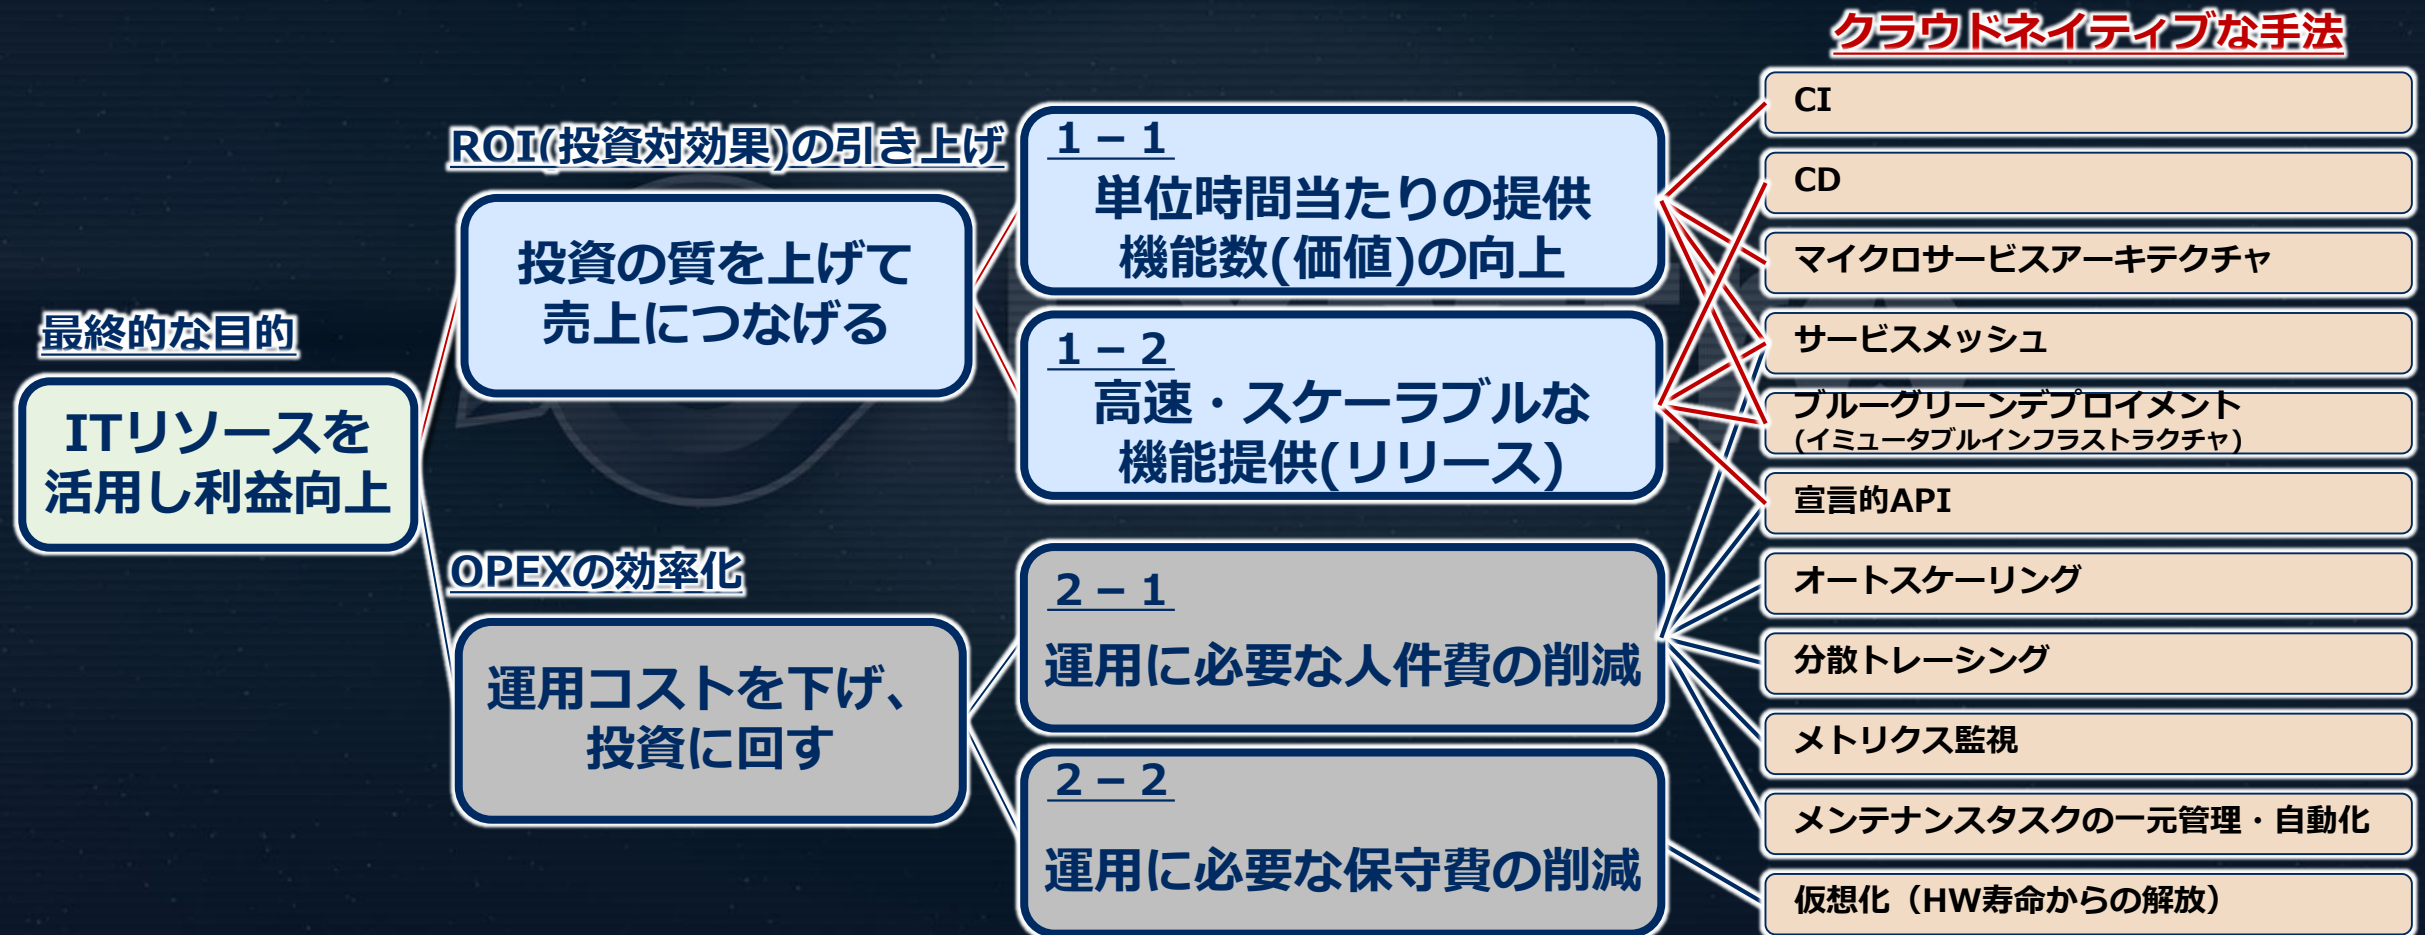 最終的な目的
ITリソースを
活用し利益向上
ROI(投資対効果)の引き上げ
投資の質を上げて
売上につなげる
OPEXの効率化
運用コストを下げ、
投資に回す
1－1
単位時間当たりの提供
機能数(価値)の向上
1－2
高速・スケーラブルな
機能提供(リリース)
2－1
運用に必要な人件費の削減
2－2
運用に必要な保守費の削減
クラウドネイティブな手法
CI
CD
マイクロサービスアーキテクチャ
サービスメッシュ
ブルーグリーンデプロイメント
(イミュータブルインフラストラクチャ)
宣言的API
オートスケーリング
分散トレーシング
メトリクス監視
メンテナンスタスクの一元管理・自動化
仮想化（HW寿命からの解放）